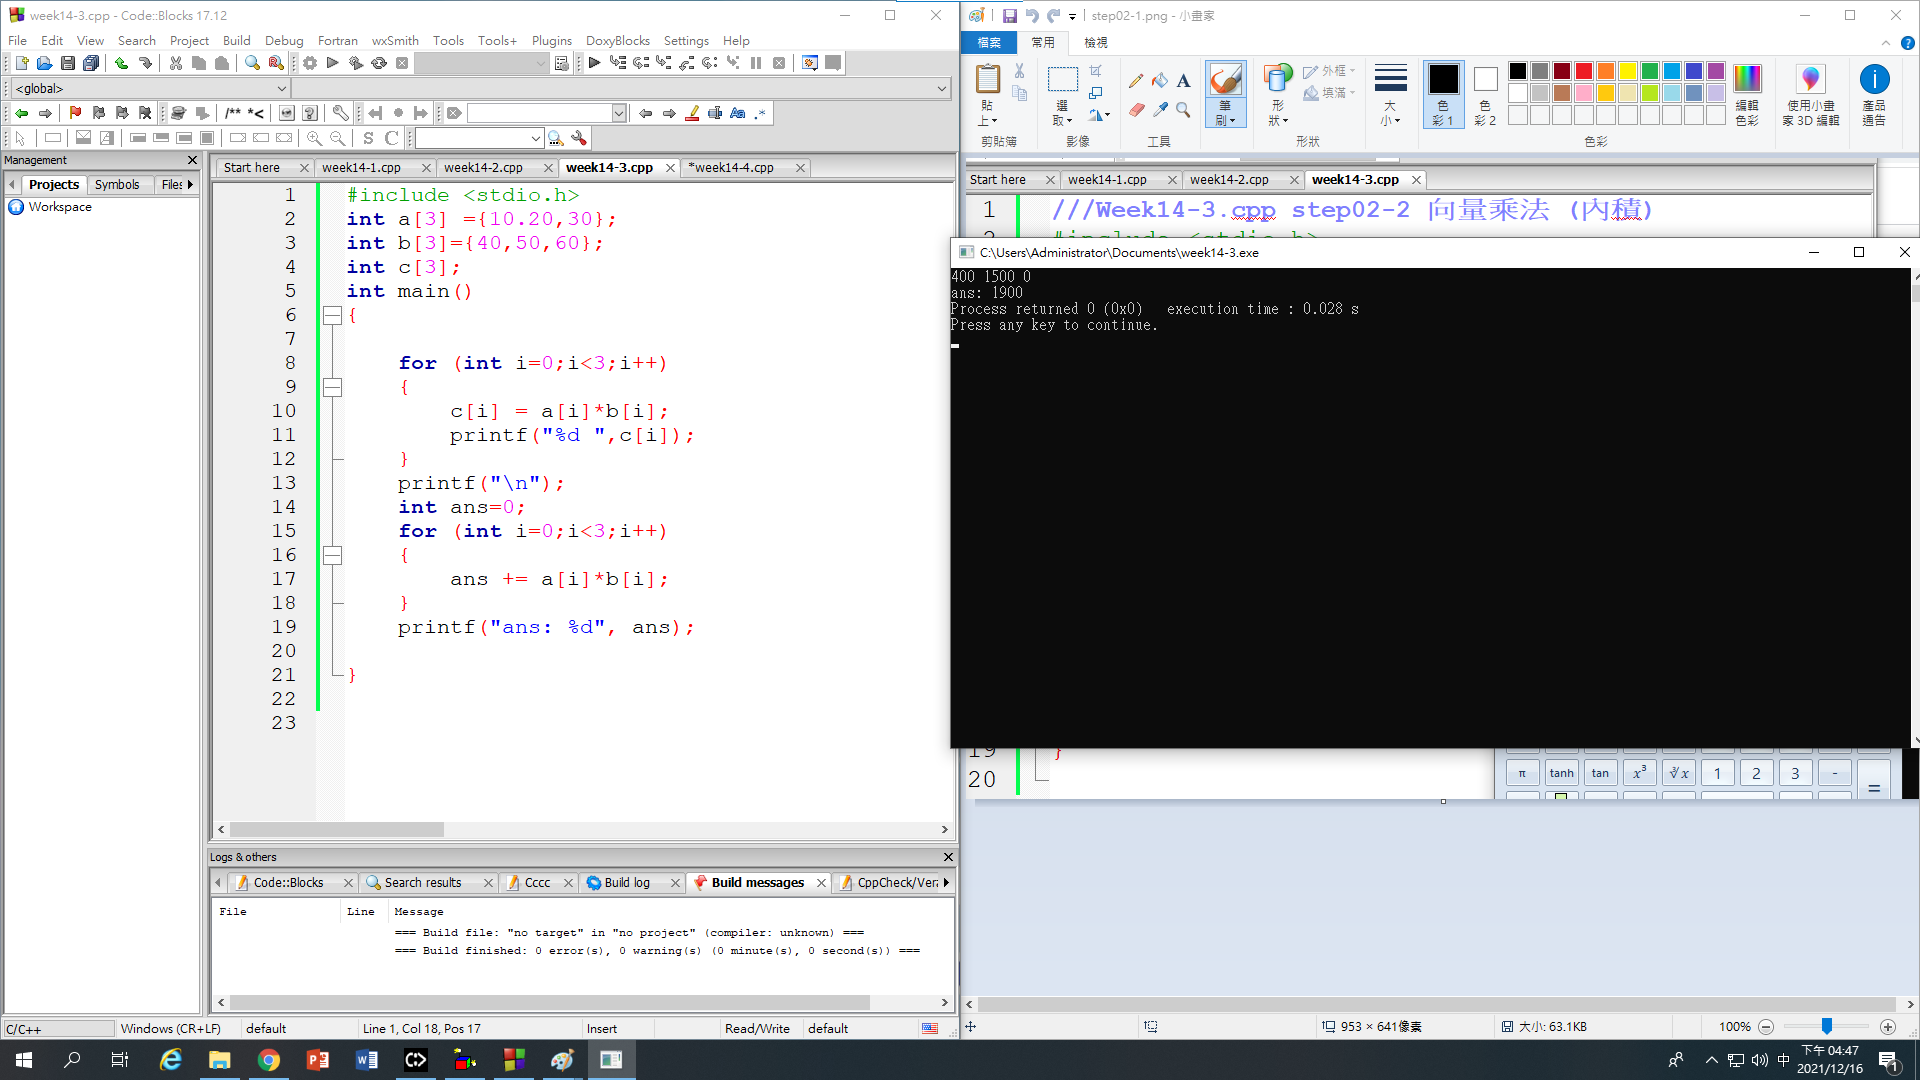 week14-3.cpp - Code::Blocks 17.12
File Edit View Search Project Build Debug Fortran wxSmith Tools Tools+ Plugins DoxyBlocks Settings Help
<global>
/** *<
S C
Management
Projects Symbols Files
Workspace
Start here week14-1.cpp week14-2.cpp week14-3.cpp *week14-4.cpp
1 #include <stdio.h>
2 int a[3] ={10.20,30};
3 int b[3]={40,50,60};
4 int c[3];
5 int main()
6 {
7
8 for (int i=0;i<3;i++)
9 {
10 c[i] = a[i]*b[i];
11 printf("%d ",c[i]);
12 }
13 printf("\n");
14 int ans=0;
15 for (int i=0;i<3;i++)
16 {
17 ans += a[i]*b[i];
18 }
19 printf("ans: %d", ans);
20
21 }
22
23
Logs & others
Code::Blocks Search results Cccc Build log Build messages CppCheck/Vera
File Line Message
=== Build file: "no target" in "no project" (compiler: unknown) ===
=== Build finished: 0 error(s), 0 warning(s) (0 minute(s), 0 second(s)) ===
C/C++ Windows (CR+LF) default Line 1, Col 18, Pos 17 Insert Read/Write default
step02-1.png - 小畫家
檔案 常用 檢視
貼上 選取 筆刷 形狀 外框 填滿 大小 色彩 1 色彩 2 編輯色彩 使用小畫家 3D 編輯 產品通告
剪貼簿 影像 工具 形狀 色彩
Start here week14-1.cpp week14-2.cpp week14-3.cpp
1 ///Week14-3.cpp step02-2 向量乘法 (內積)
2 #include <stdio.h>
C:\Users\Administrator\Documents\week14-3.exe
400 1500 0
ans: 1900
Process returned 0 (0x0) execution time : 0.028 s
Press any key to continue.
19 }
20
π tanh tan x³ ∛x 1 2 3 - =
953 × 641像素 大小: 63.1KB 100%
中 下午 04:47
2021/12/16
1